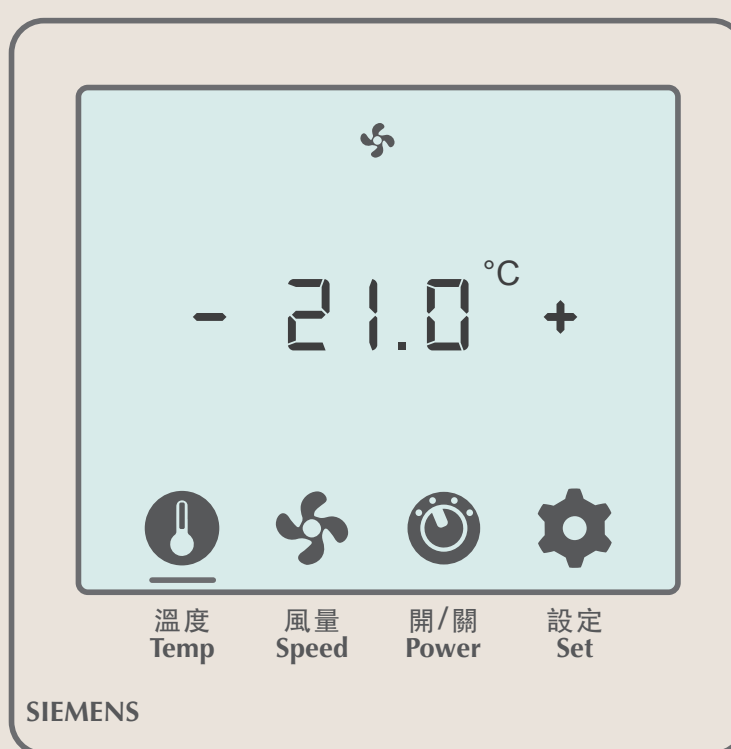 - 21.0 °C +
溫度 風量 開/關 設定
Temp Speed Power Set
SIEMENS